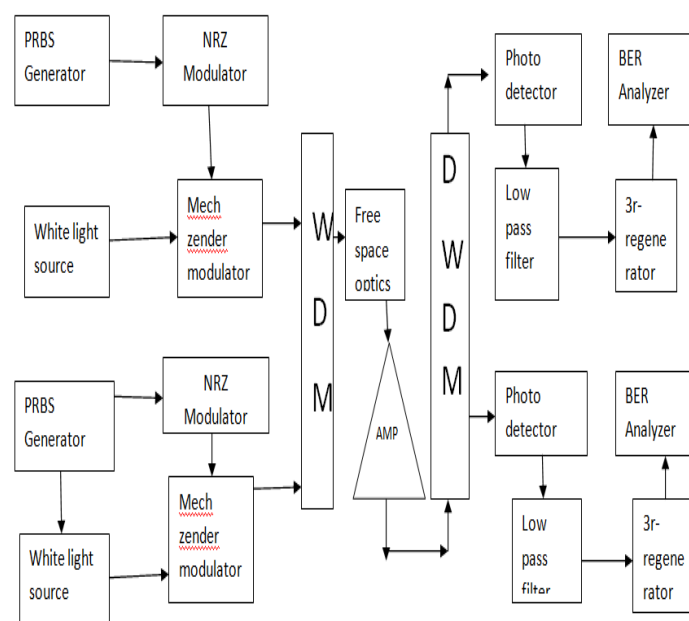 PRBS
Generator
NRZ
Modulator
White light
source
Mech
zender
modulator
W
D
M
Free
space
optics
AMP
D
W
D
M
Photo
detector
BER
Analyzer
Low
pass
filter
3r-
regene
rator
PRBS
Generator
NRZ
Modulator
White light
source
Mech
zender
modulator
Photo
detector
BER
Analyzer
Low
pass
filter
3r-
regene
rator